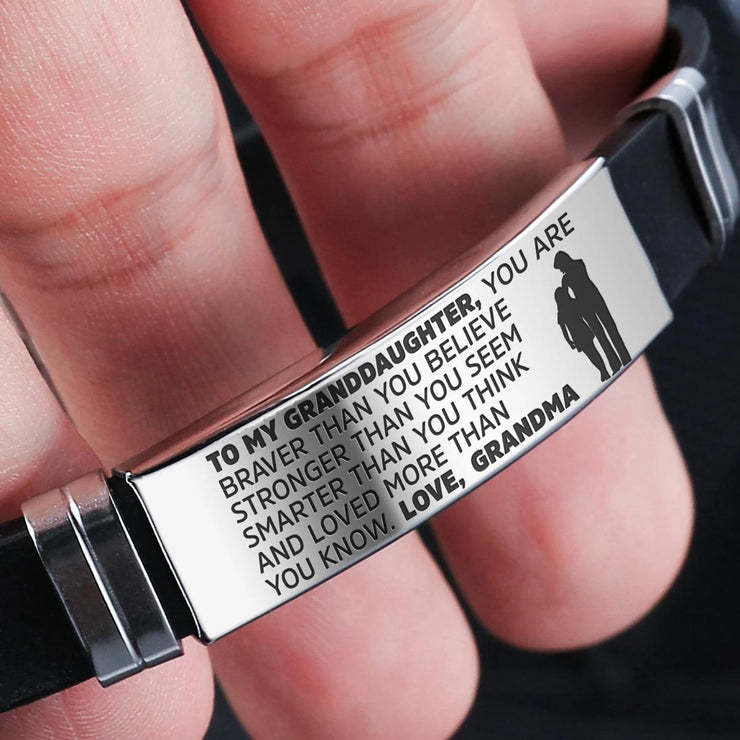 TO MY GRANDDAUGHTER, YOU ARE
BRAVER THAN YOU BELIEVE
STRONGER THAN YOU SEEM
SMARTER THAN YOU THINK
AND LOVED MORE THAN
YOU KNOW. LOVE, GRANDMA